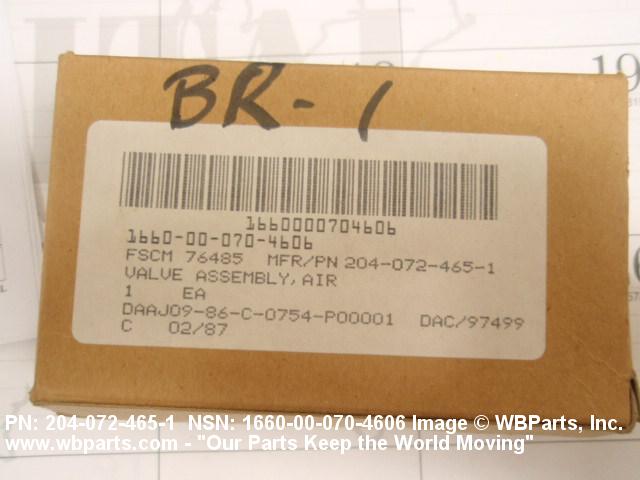 19
BR-1
1660000704606
1660-00-070-4606
FSCM 76485 MFR/PN 204-072-465-1
VALVE ASSEMBLY, AIR
1 EA
DAAJ09-86-C-0754-P00001 DAC/97499
C 02/87
PN: 204-072-465-1 NSN: 1660-00-070-4606 Image © WBParts, Inc.
www.wbparts.com - "Our Parts Keep the World Moving"